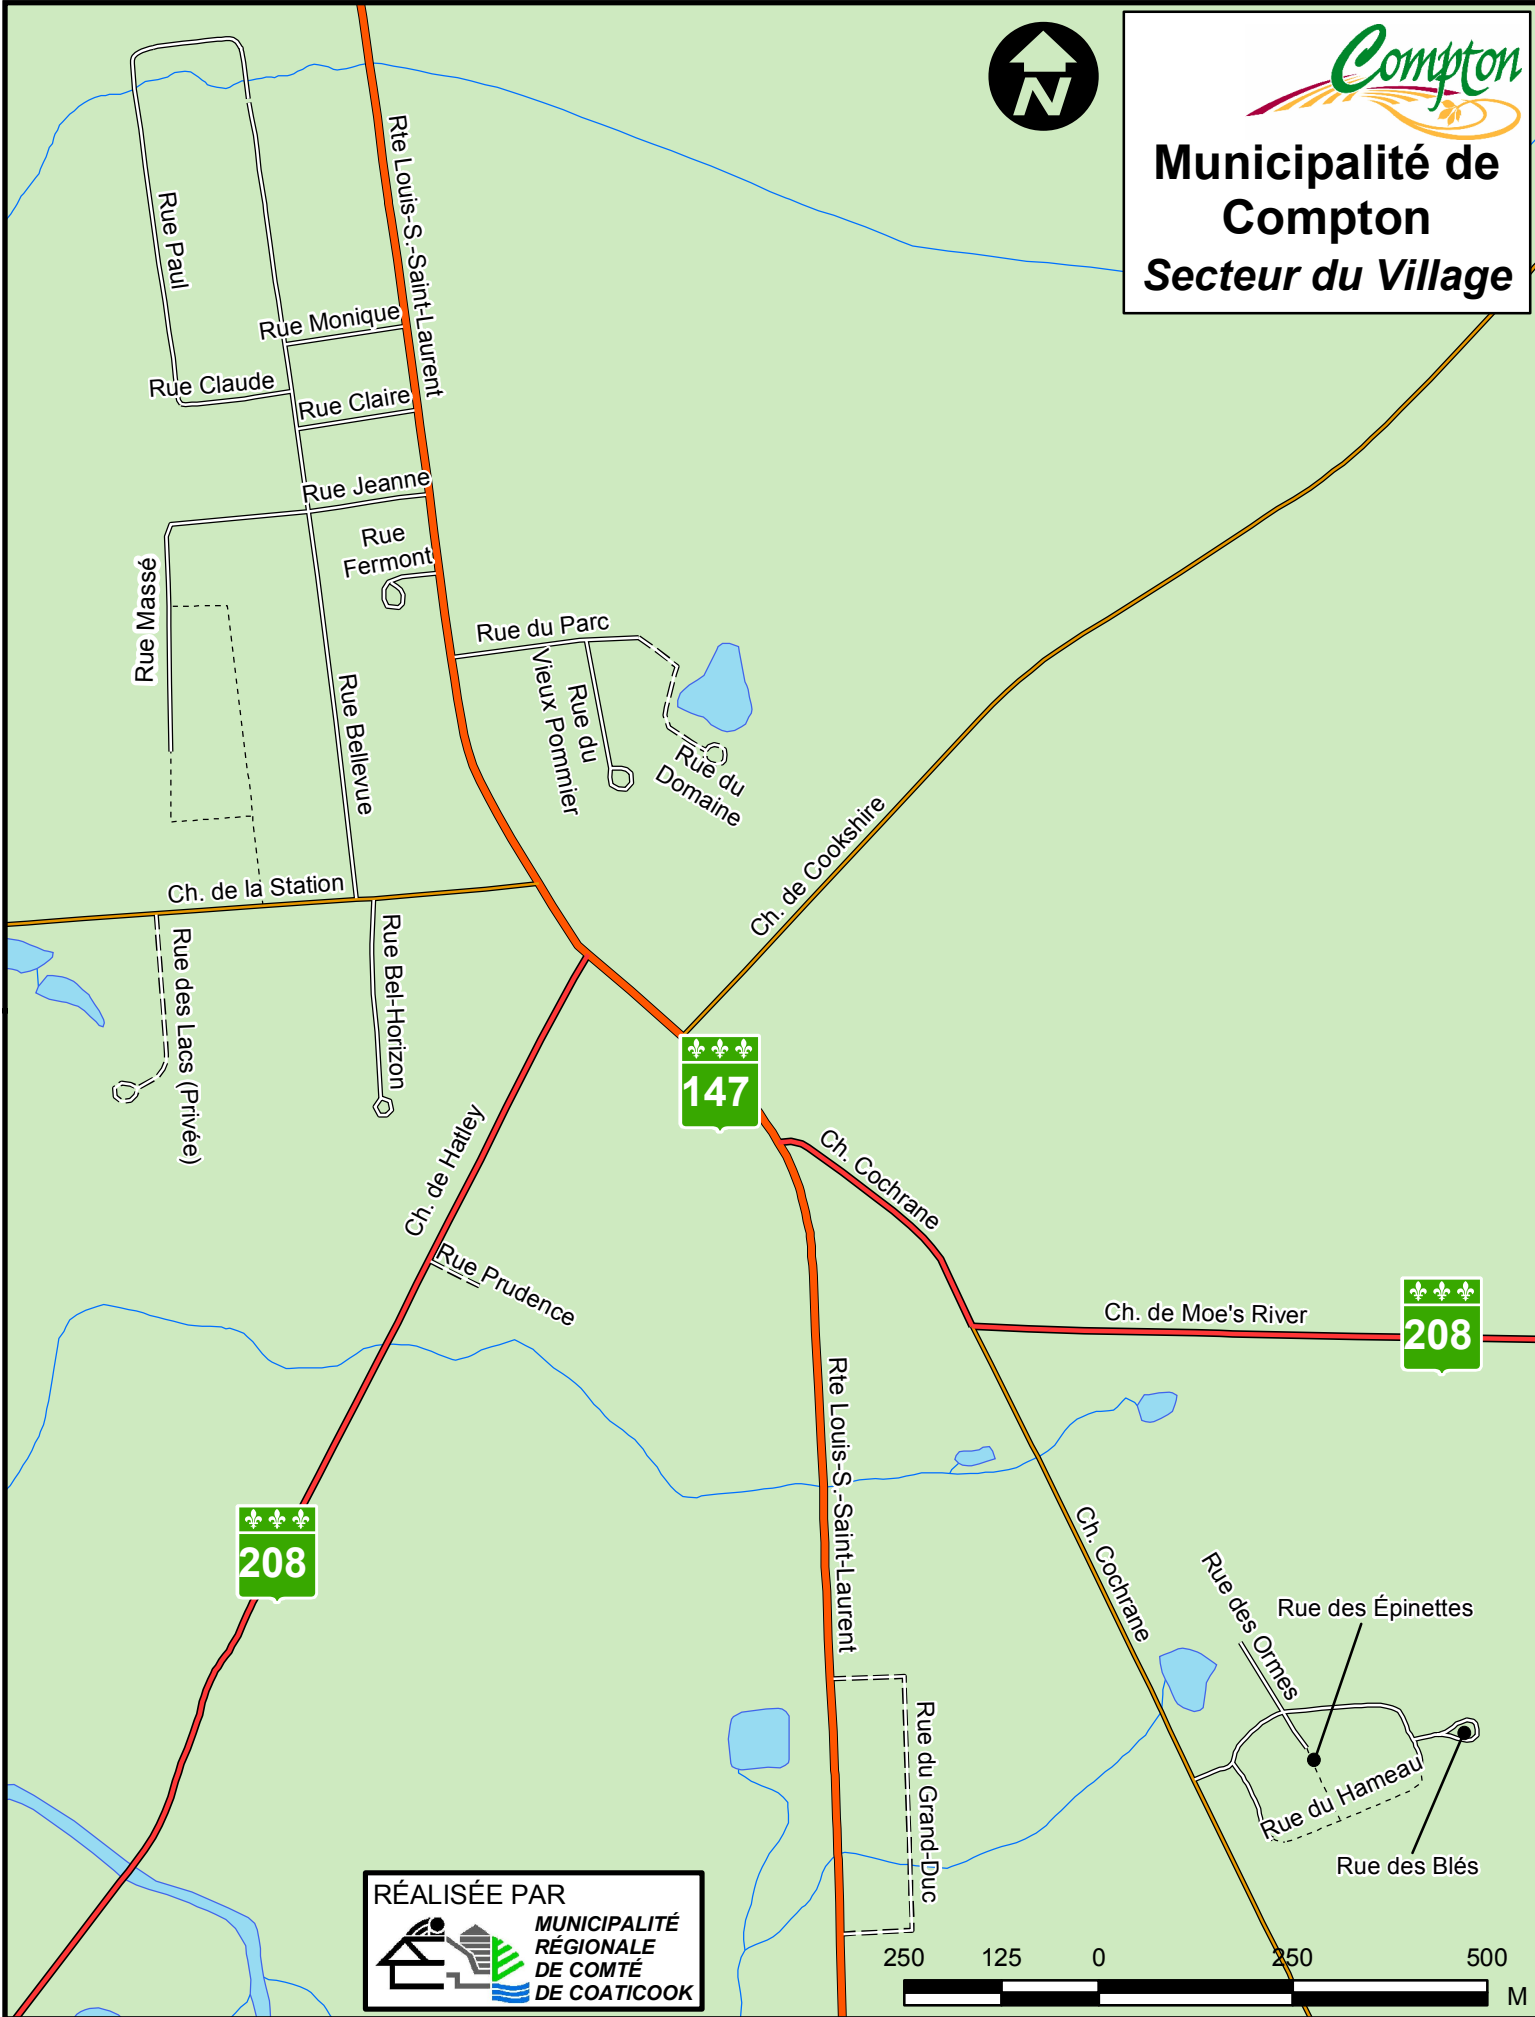 N
Compton
Municipalité de
Compton
Secteur du Village
Rte Louis-S.-Saint-Laurent
Rue Paul
Rue Monique
Rue Claude
Rue Claire
Rue Jeanne
Rue
Fermont
Rue Massé
Rue du Parc
Rue du
Vieux Pommier
Rue Bellevue
Rue du
Domaine
Ch. de Cookshire
Ch. de la Station
Rue des Lacs (Privée)
Rue Bel-Horizon
147
Ch. de Hatley
Ch. Cochrane
Rue Prudence
Ch. de Moe's River
208
Rte Louis-S.-Saint-Laurent
208
Ch. Cochrane
Rue des Ormes
Rue des Épinettes
Rue du Grand-Duc
Rue du Hameau
Rue des Blés
RÉALISÉE PAR
MUNICIPALITÉ
RÉGIONALE
DE COMTÉ
DE COATICOOK
250 125 0 250 500
M